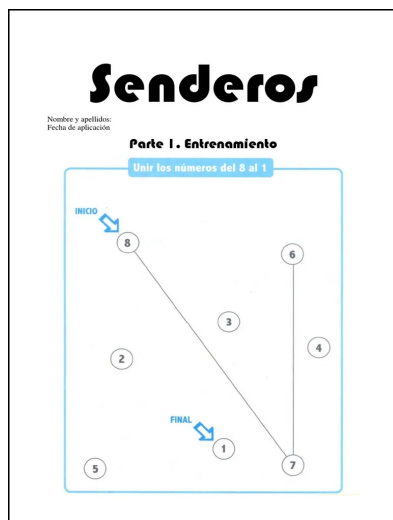 Senderos
Nombre y apellidos:
Fecha de aplicación
Parte 1. Entrenamiento
Unir los números del 8 al 1
INICIO
8
6
3
4
2
FINAL
1
7
5